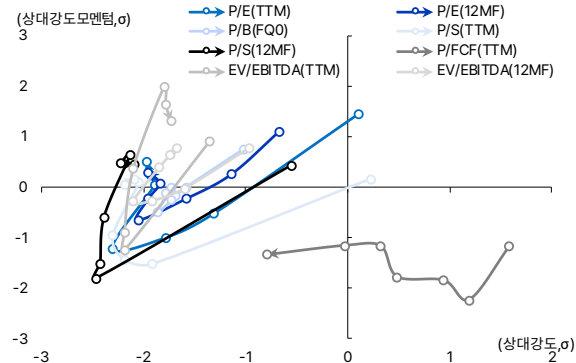 (상대강도모멘텀,σ)
P/E(TTM) P/E(12MF)
P/B(FQ0) P/S(TTM)
P/S(12MF) P/FCF(TTM)
EV/EBITDA(TTM) EV/EBITDA(12MF)
3
2
1
0
-1
-2
-3
(상대강도,σ)
-3 -2 -1 0 1 2